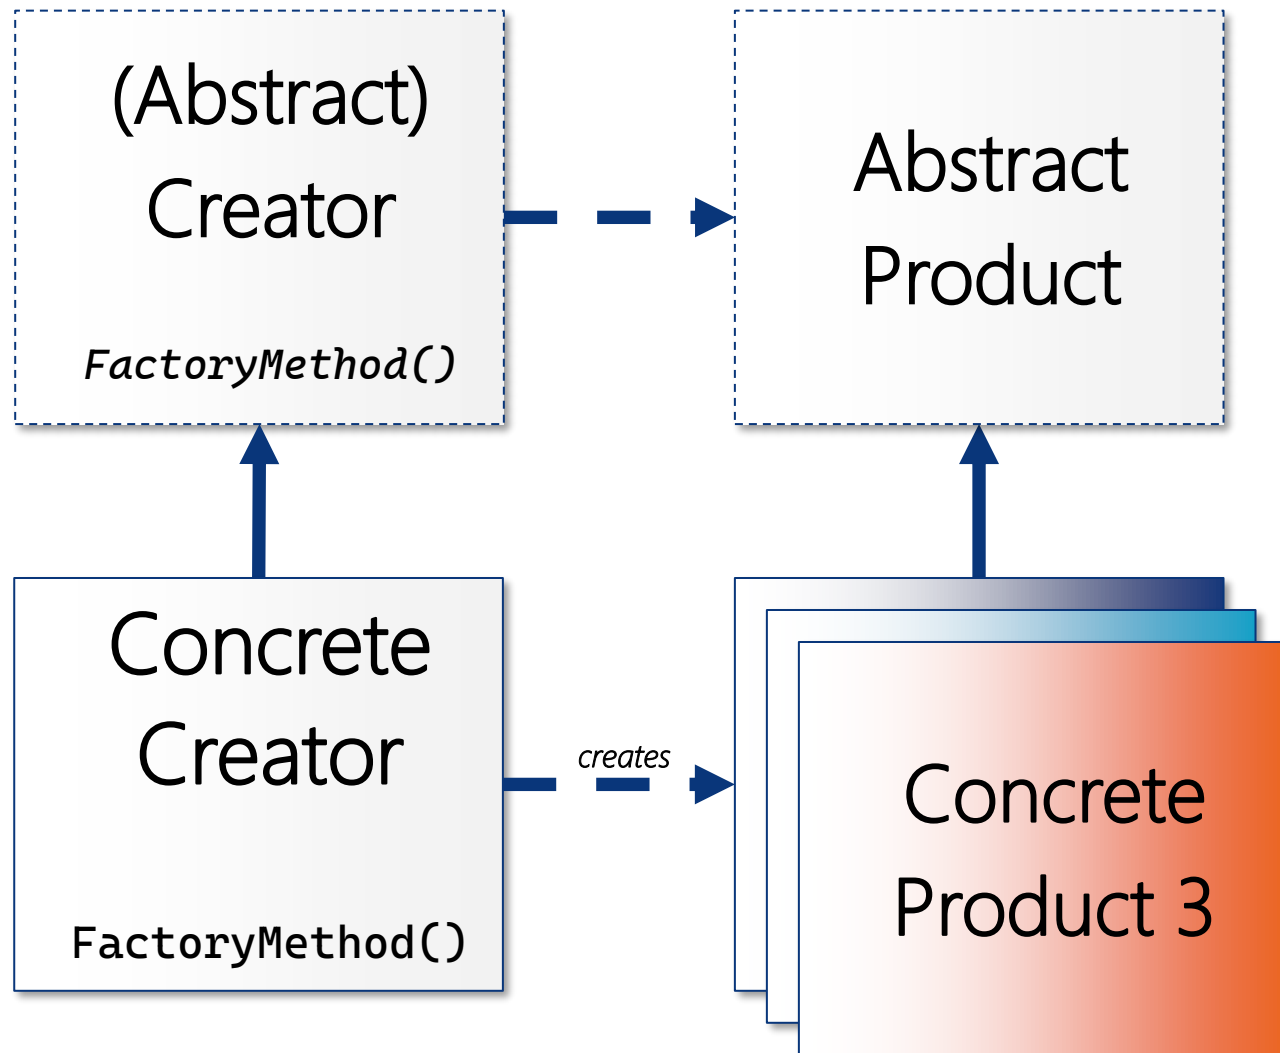 (Abstract)
Creator
FactoryMethod()
Abstract
Product
Concrete
Creator
FactoryMethod()
creates
Concrete
Product 3